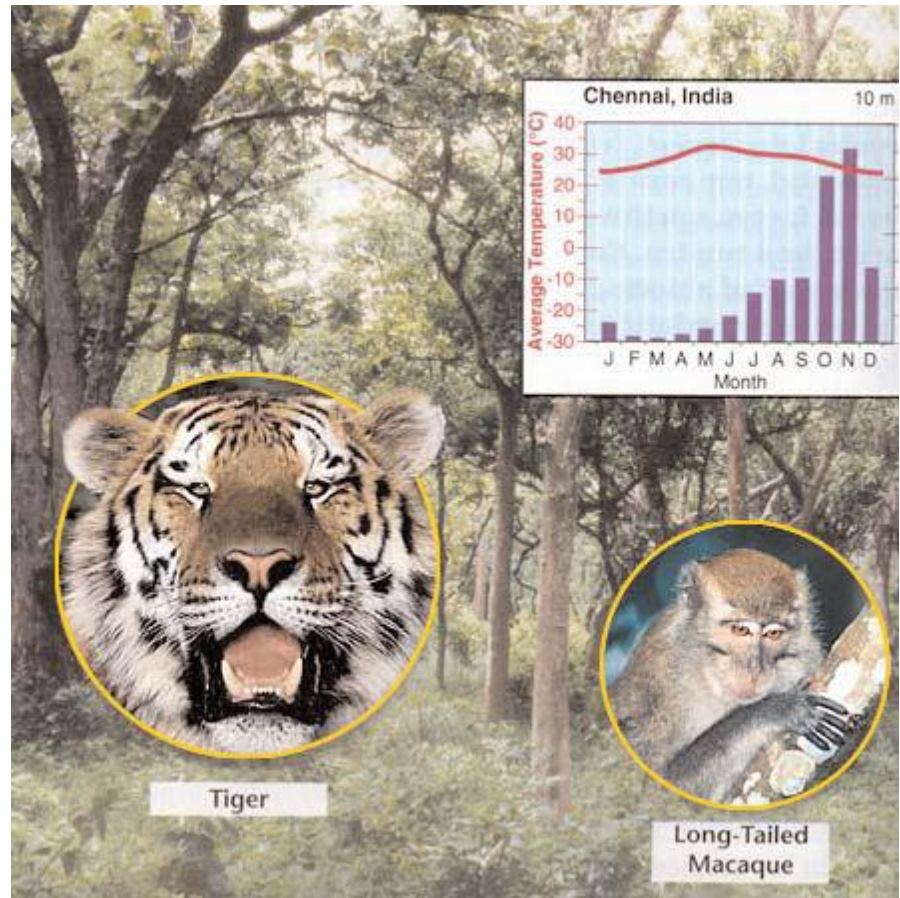 Chennai, India 10 m
Average Temperature (°C)
40
30
20
10
0
-10
-20
-30
J F M A M J J A S O N D
Month
Tiger
Long-Tailed
Macaque